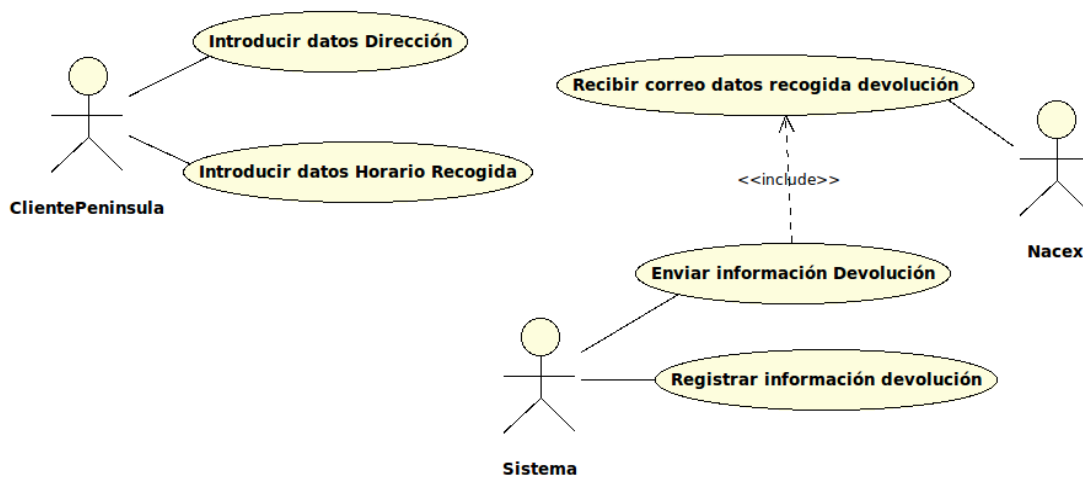 Introducir datos Dirección
Recibir correo datos recogida devolución
Introducir datos Horario Recogida
<<include>>
ClientePeninsula
Nacex
Enviar información Devolución
Registrar información devolución
Sistema